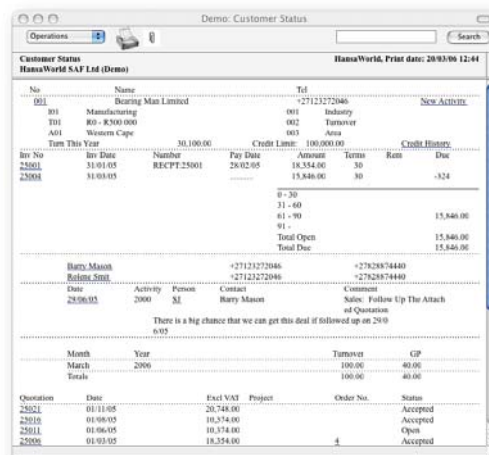 Demo: Customer Status
Operations Search
Customer Status HansaWorld, Print date: 20/03/06 12:44
HansaWorld SAF Ltd (Demo)
No Name Tel
001 Bearing Man Limited +27123272046 New Activity
I01 Manufacturing 001 Industry
T01 R0 - R500 000 002 Turnover
A01 Western Cape 003 Area
Turn This Year 30,100.00 Credit Limit: 100,000.00 Credit History
Inv No Inv Date Number Pay Date Amount Terms Rem Due
25001 31/01/05 RECPT:25001 28/02/05 18,354.00 30
25004 31/03/05 ........... 15,846.00 30 -324
0 - 30
31 - 60
61 - 90 15,846.00
91 -
Total Open 15,846.00
Total Due 15,846.00
Barry Mason +27123272046 +27828874440
Rolene Smit +27123272046 +27828874440
Date Activity Person Contact Comment
29/06/05 2000 SJ Barry Mason Sales: Follow Up The Attach
ed Quotation
There is a big chance that we can get this deal if followed up on 29/0
6/05
Month Year Turnover GP
March 2006 100.00 40.00
Totals 100.00 40.00
Quotation Date Excl VAT Project Order No. Status
25021 01/11/05 20,748.00 Accepted
25016 01/08/05 10,374.00 Accepted
25011 01/06/05 10,374.00 Open
25006 01/03/05 18,354.00 4 Accepted